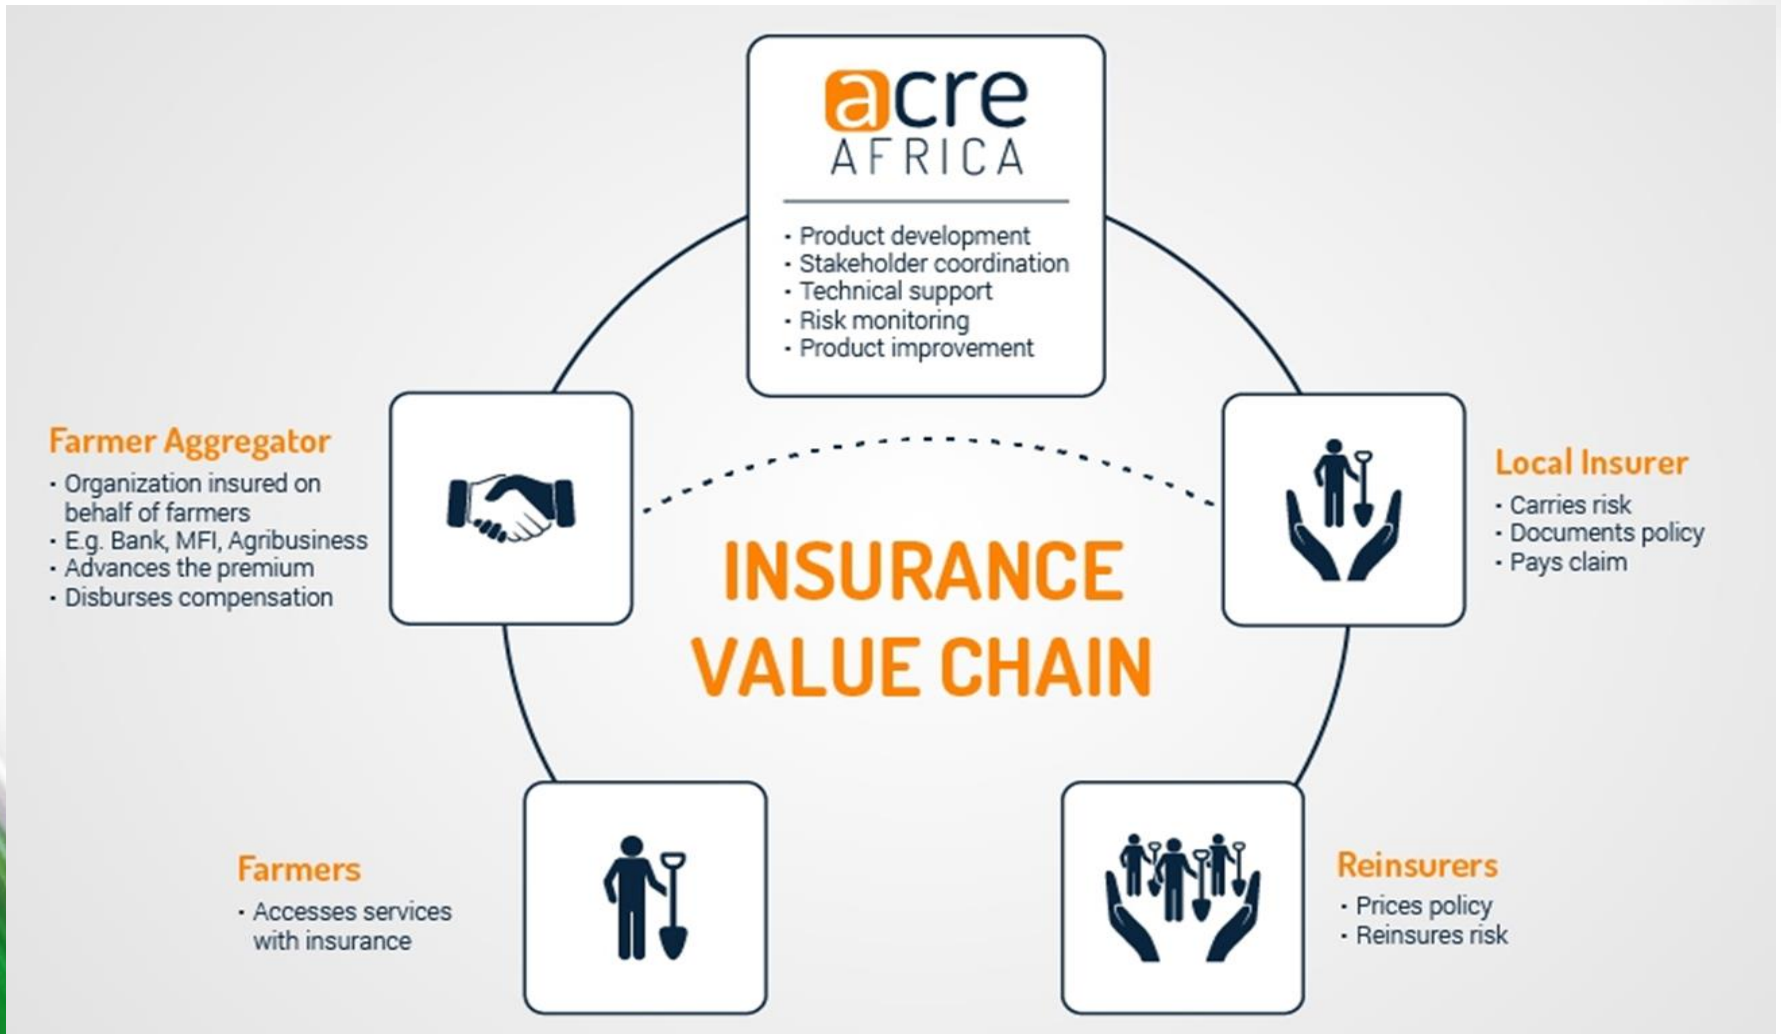 acre
AFRICA
· Product development
· Stakeholder coordination
· Technical support
· Risk monitoring
· Product improvement
Farmer Aggregator
· Organization insured on
behalf of farmers
· E.g. Bank, MFI, Agribusiness
· Advances the premium
· Disburses compensation
Local Insurer
· Carries risk
· Documents policy
· Pays claim
INSURANCE
VALUE CHAIN
Farmers
· Accesses services
with insurance
Reinsurers
· Prices policy
· Reinsures risk